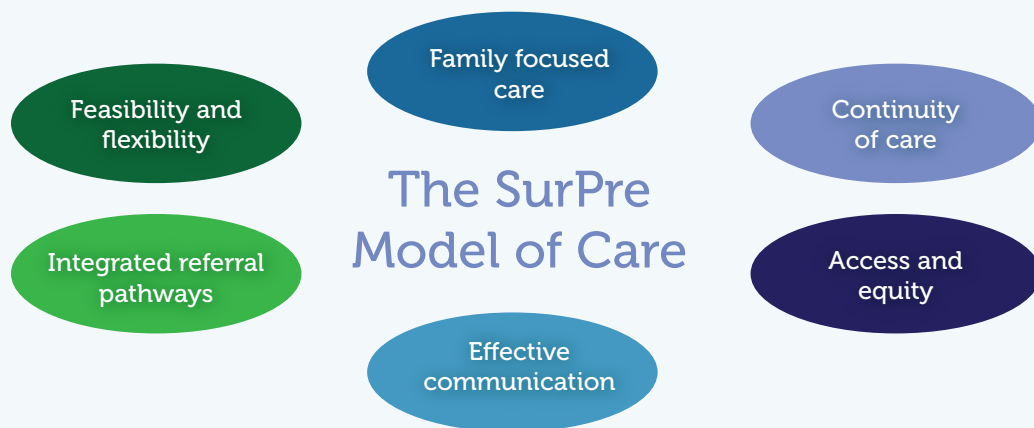 Family focused
care
Feasibility and
flexibility
Continuity
of care
The SurPre
Model of Care
Integrated referral
pathways
Access and
equity
Effective
communication